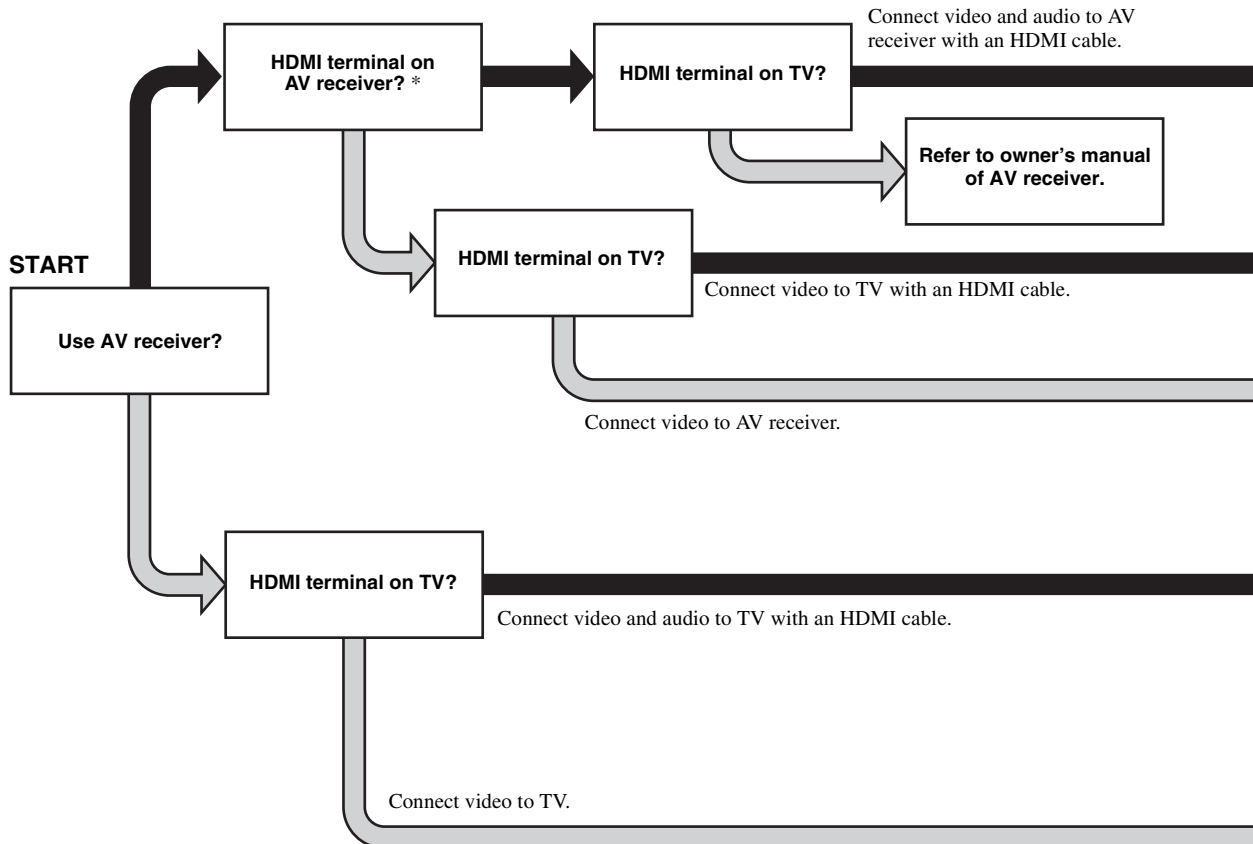 Connect video and audio to AV
receiver with an HDMI cable.
HDMI terminal on
AV receiver? *
HDMI terminal on TV?
Refer to owner's manual
of AV receiver.
HDMI terminal on TV?
START
Connect video to TV with an HDMI cable.
Use AV receiver?
Connect video to AV receiver.
HDMI terminal on TV?
Connect video and audio to TV with an HDMI cable.
Connect video to TV.